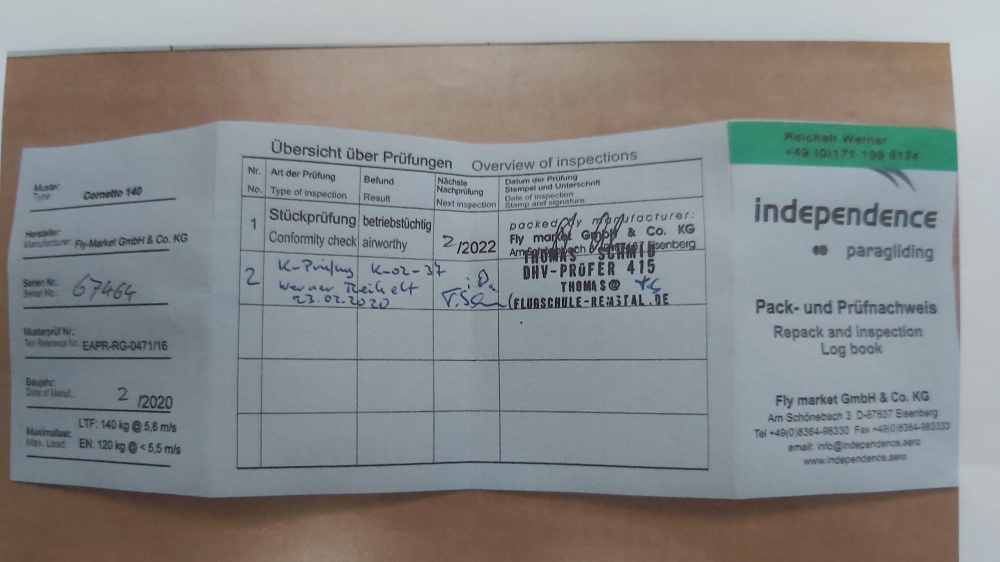 Muster:
Type: Cornetto 140
Hersteller:
Manufacturer: Fly-Market GmbH & Co. KG
Serien Nr.:
Serial No.: 67464
Musterprüf Nr.:
Test Reference No.: EAPR-RG-0471/16
Baujahr:
Date of Manuf.: 2/2020
Maximallast: LTF: 140 kg @ 5,8 m/s
Max. Load: EN: 120 kg @ < 5,5 m/s
Übersicht über Prüfungen Overview of inspections
Nr. Art der Prüfung Befund Nächste Nachprüfung Datum der Prüfung Stempel und Unterschrift
No. Type of inspection Result Next inspection Date of inspection Stamp and signature
1 Stückprüfung betriebstüchtig packed by manufacturer:
Conformity check airworthy 2/2022 Fly market GmbH & Co. KG
Am Schönebach Eisenberg
THOMAS SCHMID
2 K-Prüfung K-02-37 i.A. DHV-PRÜFER 415
Werner Reichelt THOMAS@
23.02.2020 FLUGSCHULE-REMSTAL.DE
Reichelt Werner
+49 (0)171 199 6124
independence
paragliding
Pack- und Prüfnachweis
Repack and Inspection
Log book
Fly market GmbH & Co. KG
Am Schönebach 3 D-87637 Eisenberg
Tel +49(0)8364-98330 Fax +49(0)8364-983333
email: info@independence.aero
www.independence.aero